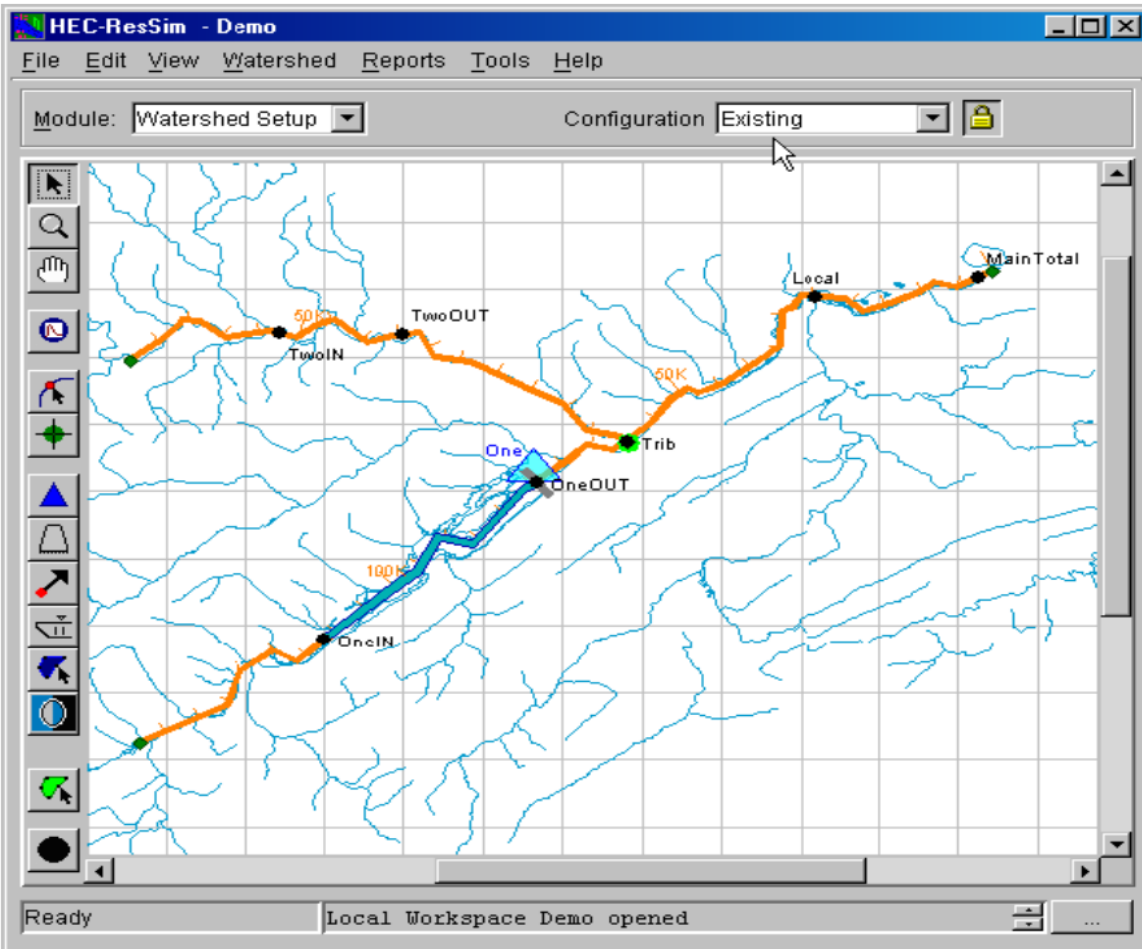 HEC-ResSim - Demo
File Edit View Watershed Reports Tools Help
Module: Watershed Setup Configuration Existing
MainTotal
Local
50K TwoOUT
TwoIN
50K
One Trib
OneOUT
100K
OneIN
Ready Local Workspace Demo opened ...